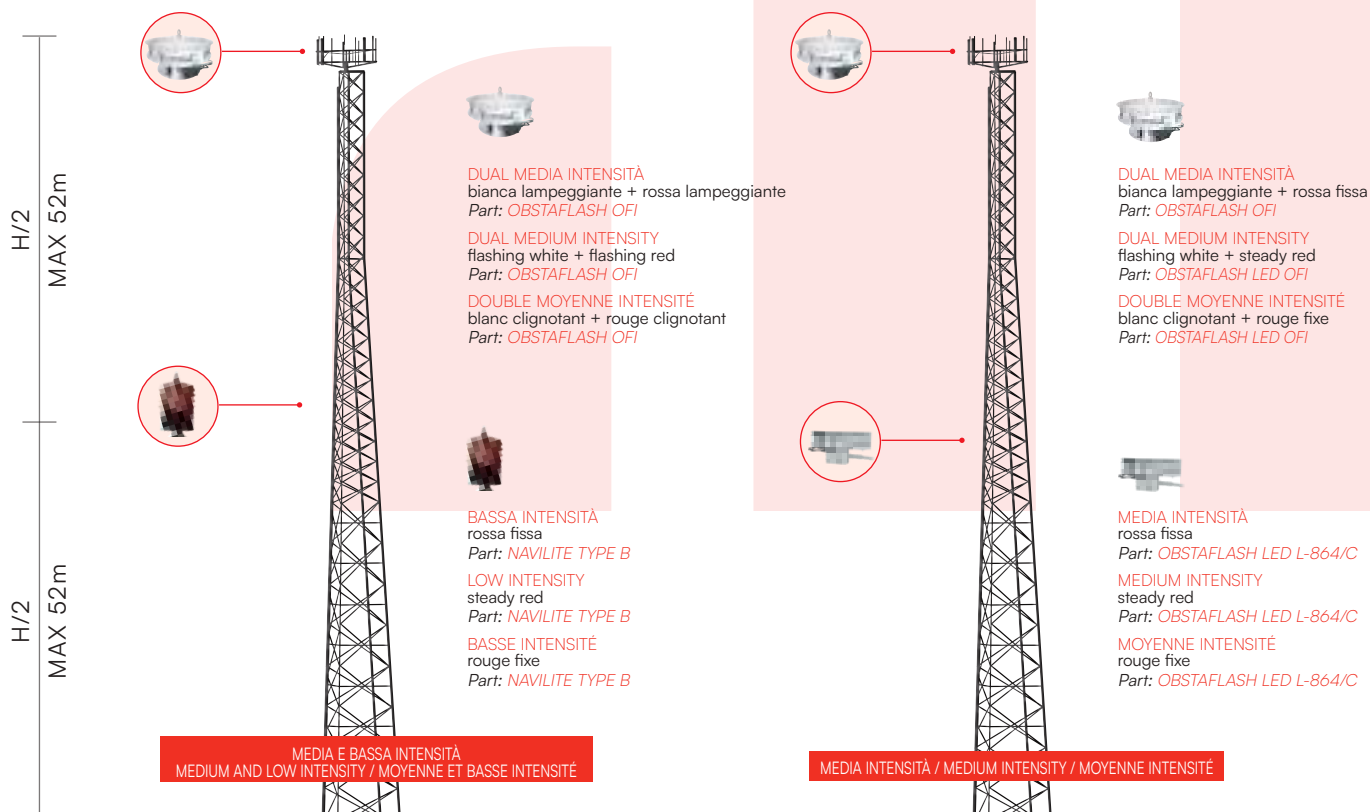 H/2
MAX 52m
H/2
MAX 52m
DUAL MEDIA INTENSITÀ
bianca lampeggiante + rossa lampeggiante
Part: OBSTAFLASH OFI
DUAL MEDIUM INTENSITY
flashing white + flashing red
Part: OBSTAFLASH OFI
DOUBLE MOYENNE INTENSITÉ
blanc clignotant + rouge clignotant
Part: OBSTAFLASH OFI
BASSA INTENSITÀ
rossa fissa
Part: NAVILITE TYPE B
LOW INTENSITY
steady red
Part: NAVILITE TYPE B
BASSE INTENSITÉ
rouge fixe
Part: NAVILITE TYPE B
MEDIA E BASSA INTENSITÀ
MEDIUM AND LOW INTENSITY / MOYENNE ET BASSE INTENSITÉ
DUAL MEDIA INTENSITÀ
bianca lampeggiante + rossa fissa
Part: OBSTAFLASH OFI
DUAL MEDIUM INTENSITY
flashing white + steady red
Part: OBSTAFLASH LED OFI
DOUBLE MOYENNE INTENSITÉ
blanc clignotant + rouge fixe
Part: OBSTAFLASH LED OFI
MEDIA INTENSITÀ
rossa fissa
Part: OBSTAFLASH LED L-864/C
MEDIUM INTENSITY
steady red
Part: OBSTAFLASH LED L-864/C
MOYENNE INTENSITÉ
rouge fixe
Part: OBSTAFLASH LED L-864/C
MEDIA INTENSITÀ / MEDIUM INTENSITY / MOYENNE INTENSITÉ